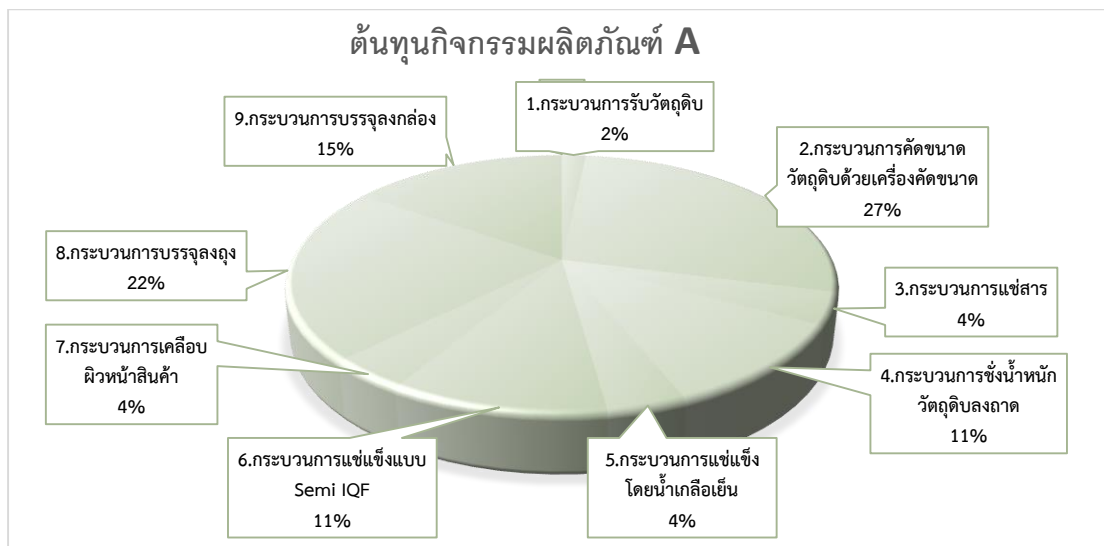 ต้นทุนกิจกรรมผลิตภัณฑ์ A
1.กระบวนการรับวัตถุดิบ
2%
2.กระบวนการคัดขนาด
วัตถุดิบด้วยเครื่องคัดขนาด
27%
3.กระบวนการแช่สาร
4%
4.กระบวนการชั่งน้ำหนัก
วัตถุดิบลงถาด
11%
5.กระบวนการแช่แข็ง
โดยน้ำเกลือเย็น
4%
6.กระบวนการแช่แข็งแบบ
Semi IQF
11%
7.กระบวนการเคลือบ
ผิวหน้าสินค้า
4%
8.กระบวนการบรรจุลงถุง
22%
9.กระบวนการบรรจุลงกล่อง
15%